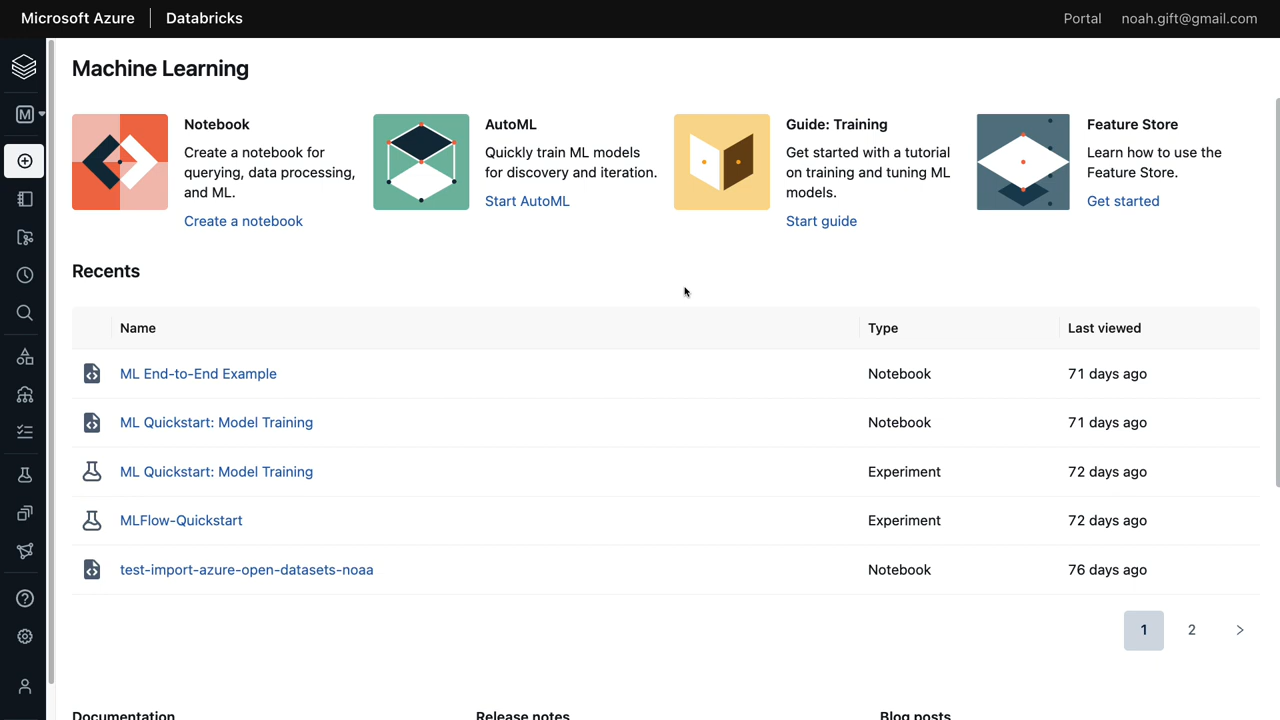 Microsoft Azure Databricks Portal noah.gift@gmail.com
M
Machine Learning
Notebook
Create a notebook for
querying, data processing,
and ML.
Create a notebook
AutoML
Quickly train ML models
for discovery and iteration.
Start AutoML
Guide: Training
Get started with a tutorial
on training and tuning ML
models.
Start guide
Feature Store
Learn how to use the
Feature Store.
Get started
Recents
Name Type Last viewed
ML End-to-End Example Notebook 71 days ago
ML Quickstart: Model Training Notebook 71 days ago
ML Quickstart: Model Training Experiment 72 days ago
MLFlow-Quickstart Experiment 72 days ago
test-import-azure-open-datasets-noaa Notebook 76 days ago
1 2
Documentation Release notes Blog posts